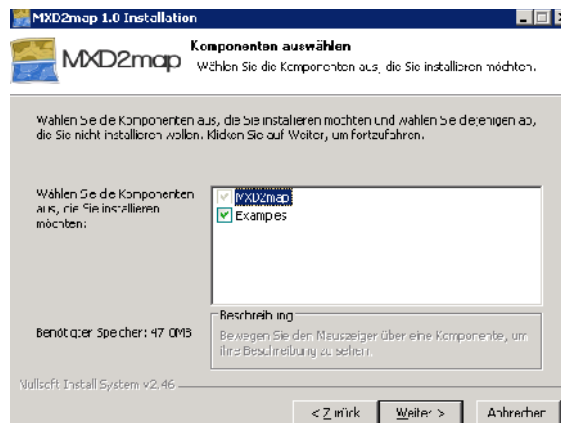 MXD2map 1.0 Installation
MXD2map
Komponenten auswählen
Wählen Sie die Komponenten aus, die Sie installieren möchten.
Wählen Sie die Komponenten aus, die Sie installieren möchten und wählen Sie diejenigen ab,
die Sie nicht installieren wollen. Klicken Sie auf Weiter, um fortzufahren.
Wählen Sie die Komponenten
aus, die Sie installieren
möchten:
MXD2map
Examples
Benötigter Speicher: 47.0MB
Beschreibung
Bewegen Sie den Mauszeiger über eine Komponente, um
ihre Beschreibung zu sehen.
Nullsoft Install System v2.46
< Zurück
Weiter >
Abbrechen